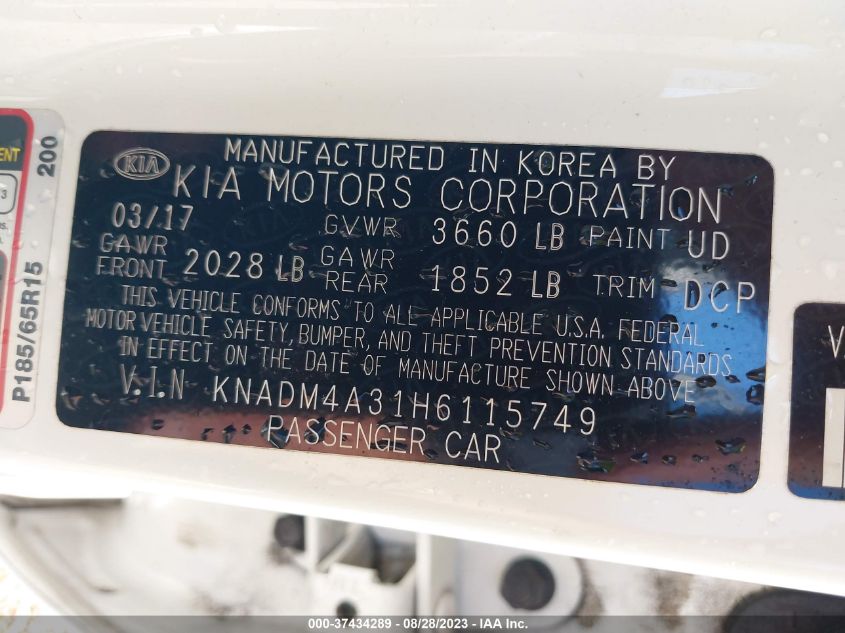 KIA
MANUFACTURED IN KOREA BY
KIA MOTORS CORPORATION
03/17 GVWR 3660 LB PAINT UD
GAWR FRONT 2028 LB GAWR REAR 1852 LB TRIM DCP
THIS VEHICLE CONFORMS TO ALL APPLICABLE U.S.A. FEDERAL
MOTOR VEHICLE SAFETY, BUMPER, AND THEFT PREVENTION STANDARDS
IN EFFECT ON THE DATE OF MANUFACTURE SHOWN ABOVE
V.I.N KNADM4A31H6115749
PASSENGER CAR
200
P185/65R15
000-37434289 - 08/28/2023 - IAAI.com